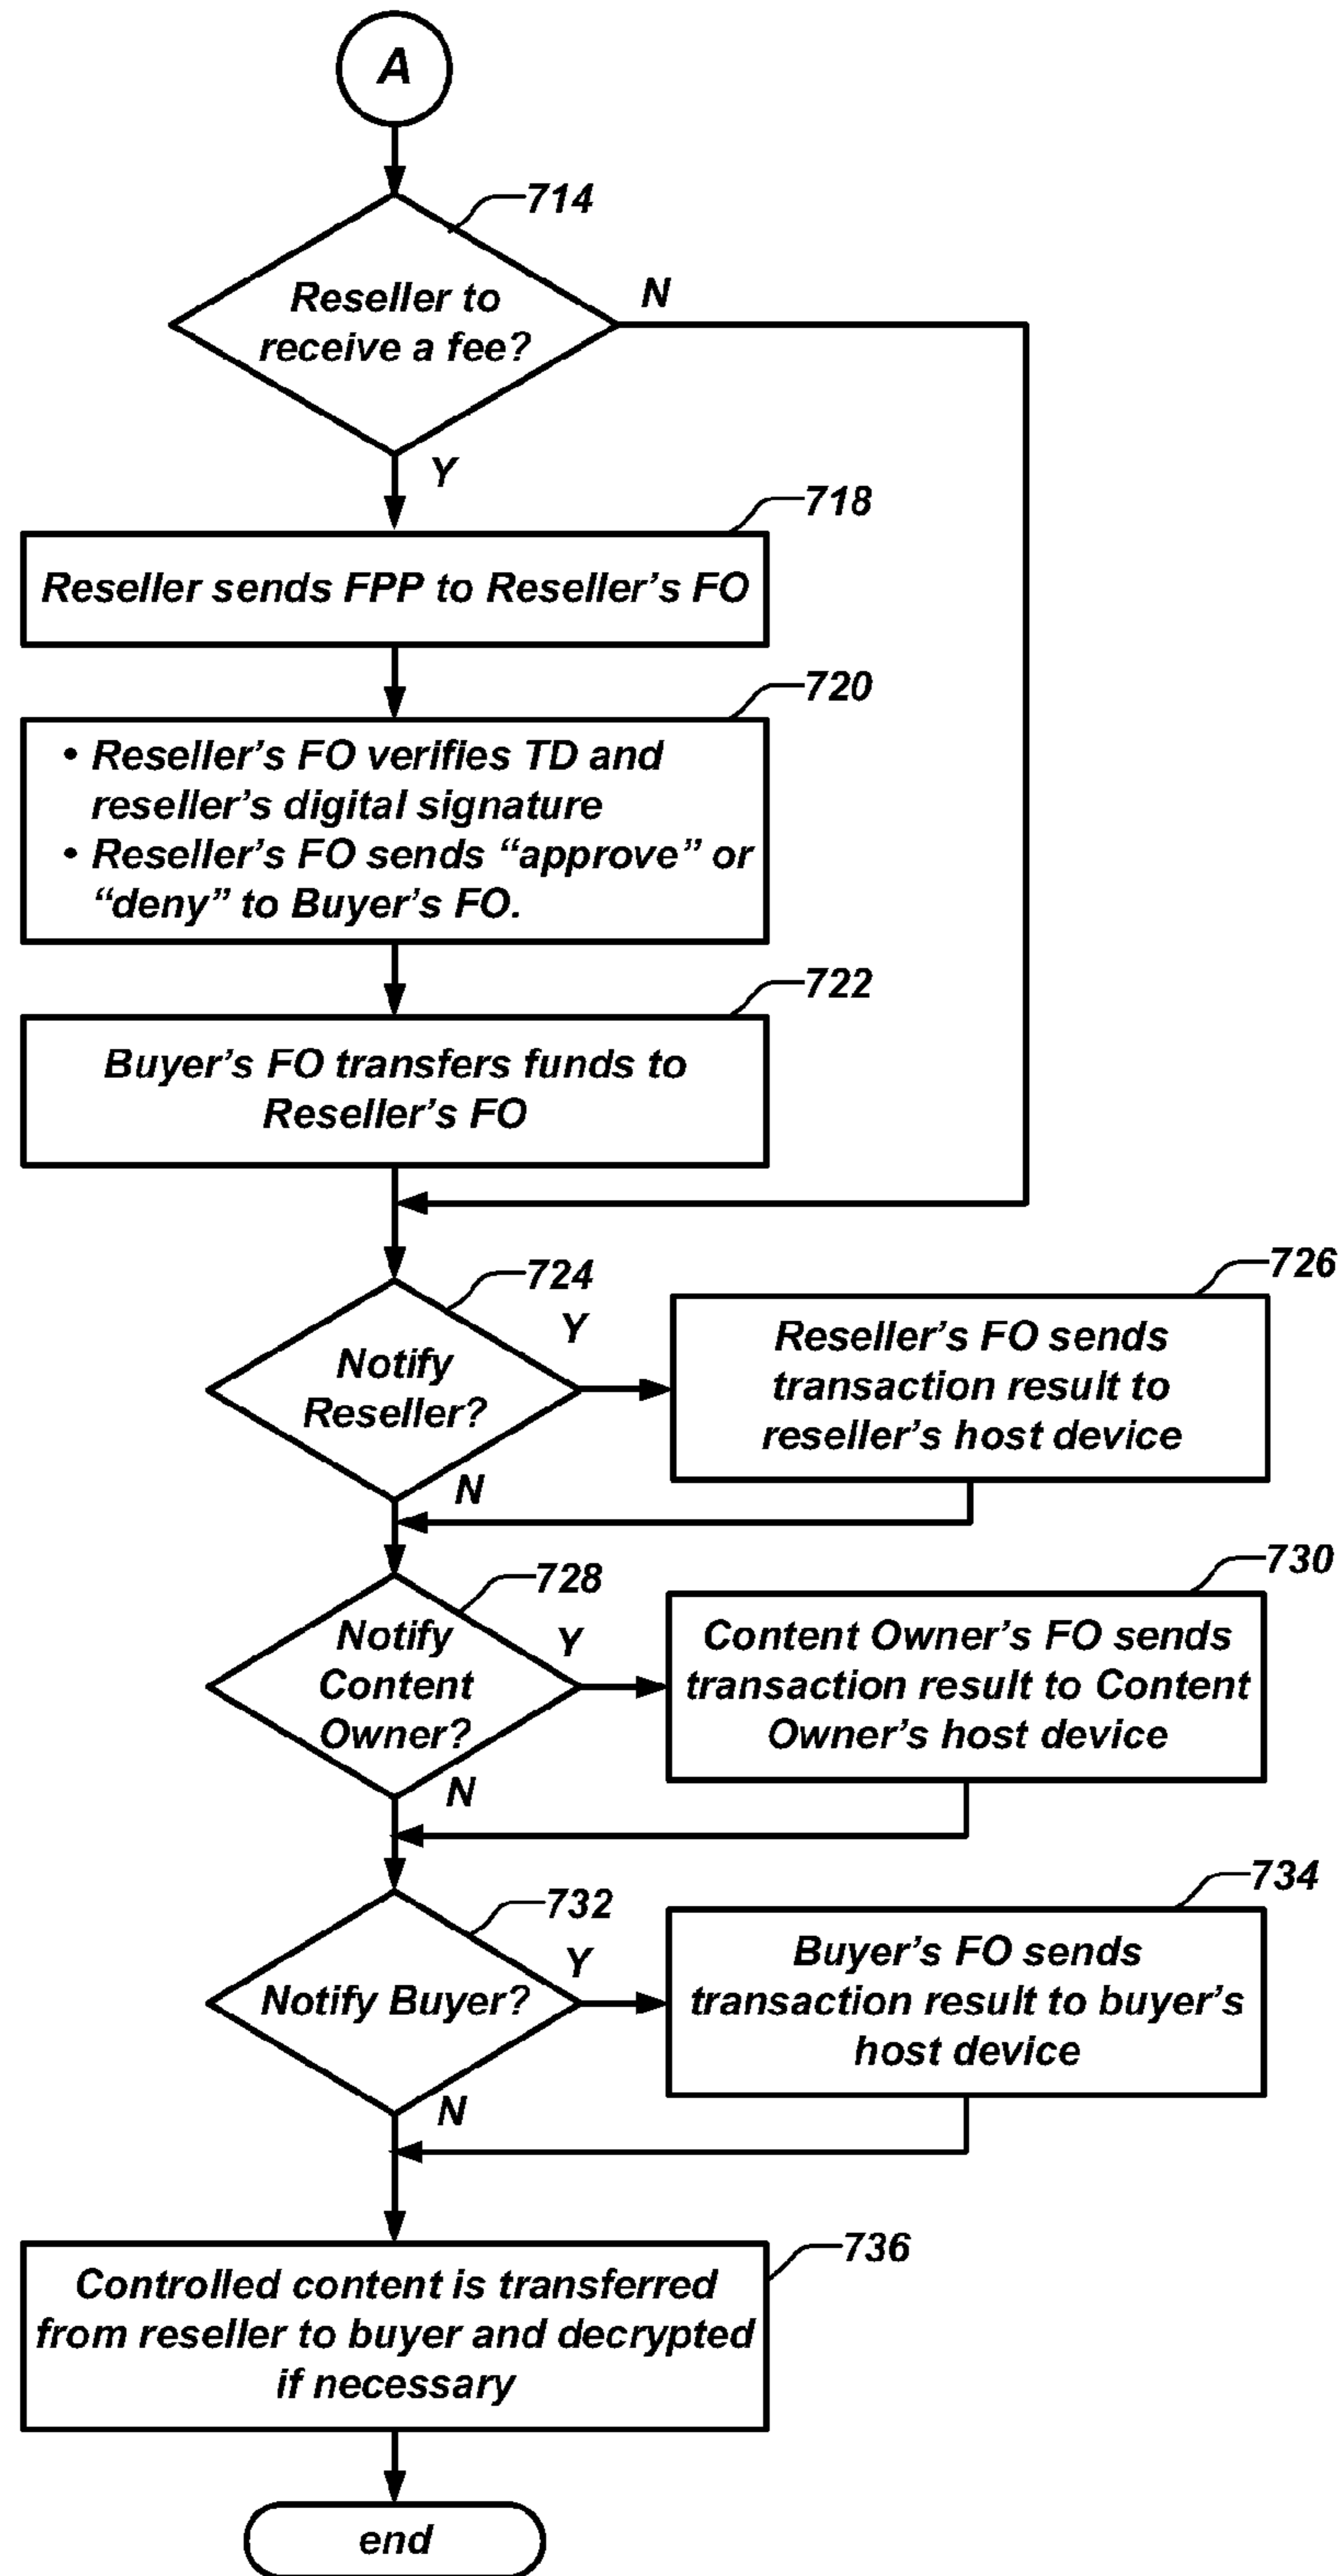 A
714
Reseller to
receive a fee?
N
Y
718
Reseller sends FPP to Reseller’s FO
720
• Reseller’s FO verifies TD and
reseller’s digital signature
• Reseller’s FO sends “approve” or
“deny” to Buyer’s FO.
722
Buyer’s FO transfers funds to
Reseller’s FO
724
Notify
Reseller?
Y
N
726
Reseller’s FO sends
transaction result to
reseller’s host device
728
Notify
Content
Owner?
Y
N
730
Content Owner’s FO sends
transaction result to Content
Owner’s host device
732
Notify Buyer?
Y
N
734
Buyer’s FO sends
transaction result to buyer’s
host device
736
Controlled content is transferred
from reseller to buyer and decrypted
if necessary
end